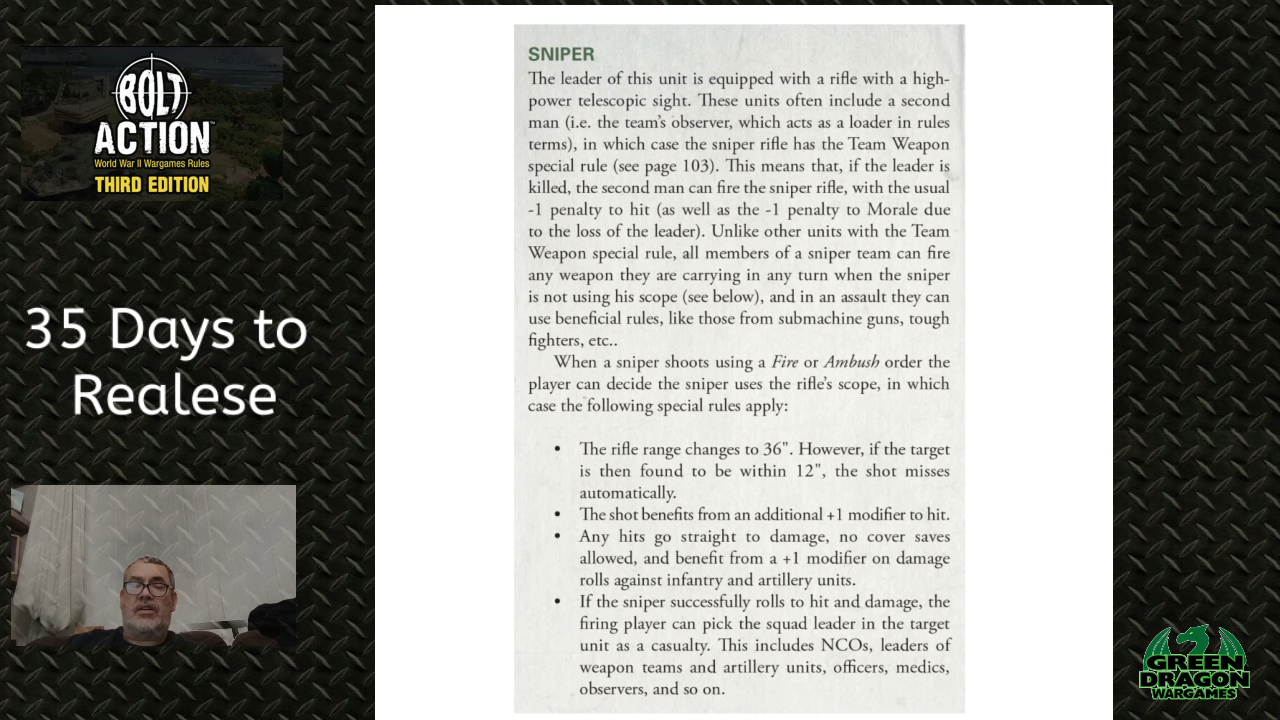 BOLT
ACTION™
World War II Wargames Rules
THIRD EDITION
35 Days to
Realese
SNIPER
The leader of this unit is equipped with a rifle with a high-
power telescopic sight. These units often include a second
man (i.e. the team's observer, which acts as a loader in rules
terms), in which case the sniper rifle has the Team Weapon
special rule (see page 103). This means that, if the leader is
killed, the second man can fire the sniper rifle, with the usual
-1 penalty to hit (as well as the -1 penalty to Morale due
to the loss of the leader). Unlike other units with the Team
Weapon special rule, all members of a sniper team can fire
any weapon they are carrying in any turn when the sniper
is not using his scope (see below), and in an assault they can
use beneficial rules, like those from submachine guns, tough
fighters, etc..
When a sniper shoots using a Fire or Ambush order the
player can decide the sniper uses the rifle's scope, in which
case the following special rules apply:
• The rifle range changes to 36". However, if the target
is then found to be within 12", the shot misses
automatically.
• The shot benefits from an additional +1 modifier to hit.
• Any hits go straight to damage, no cover saves
allowed, and benefit from a +1 modifier on damage
rolls against infantry and artillery units.
• If the sniper successfully rolls to hit and damage, the
firing player can pick the squad leader in the target
unit as a casualty. This includes NCOs, leaders of
weapon teams and artillery units, officers, medics,
observers, and so on.
GREEN
DRAGON
WARGAMES